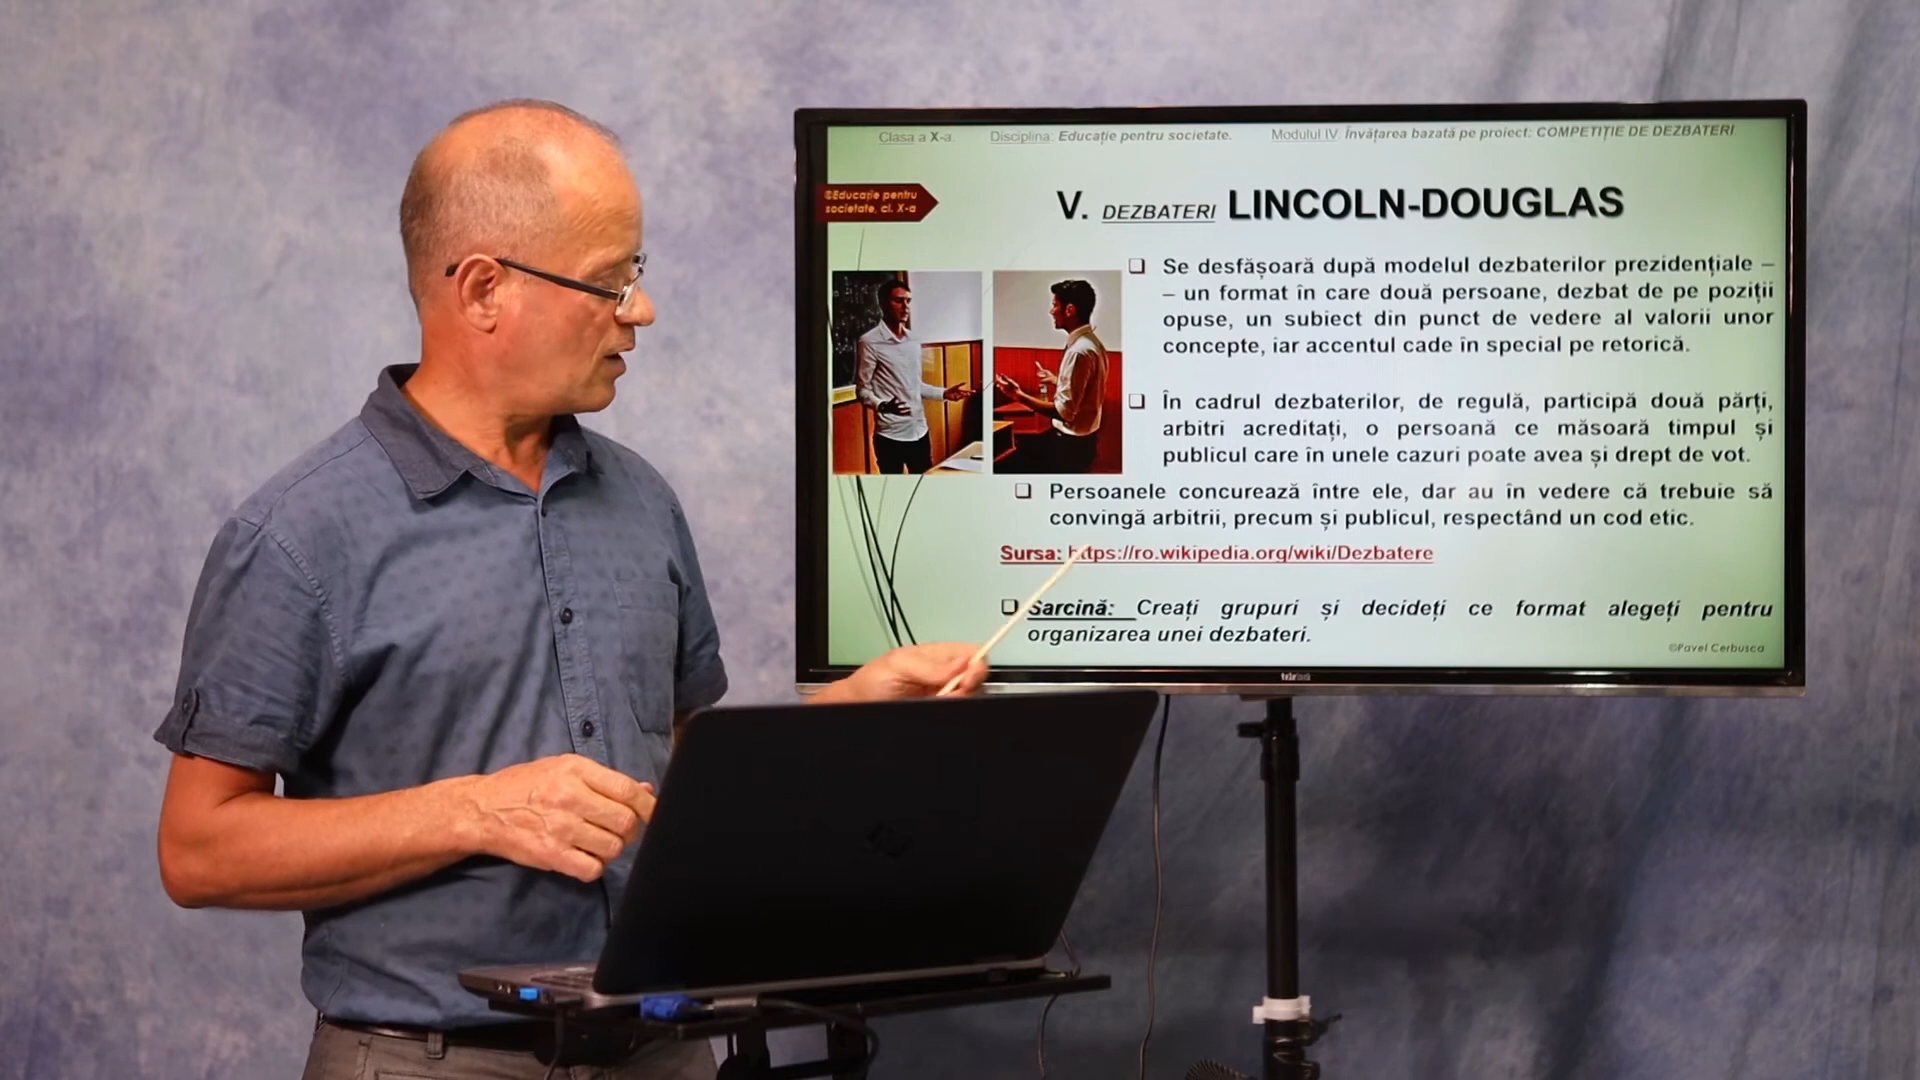 Clasa a X-a. Disciplina: Educație pentru societate. Modulul IV. Învățarea bazată pe proiect: COMPETIȚIE DE DEZBATERI
©Educație pentru
societate, cl. X-a
V. DEZBATERI LINCOLN-DOUGLAS
❑ Se desfășoară după modelul dezbaterilor prezidențiale –
– un format în care două persoane, dezbat de pe poziții
opuse, un subiect din punct de vedere al valorii unor
concepte, iar accentul cade în special pe retorică.
❑ În cadrul dezbaterilor, de regulă, participă două părți,
arbitri acreditați, o persoană ce măsoară timpul și
publicul care în unele cazuri poate avea și drept de vot.
❑ Persoanele concurează între ele, dar au în vedere că trebuie să
convingă arbitrii, precum și publicul, respectând un cod etic.
Sursa: https://ro.wikipedia.org/wiki/Dezbatere
❑ Sarcină: Creați grupuri și decideți ce format alegeți pentru
organizarea unei dezbateri.
©Pavel Cerbusca